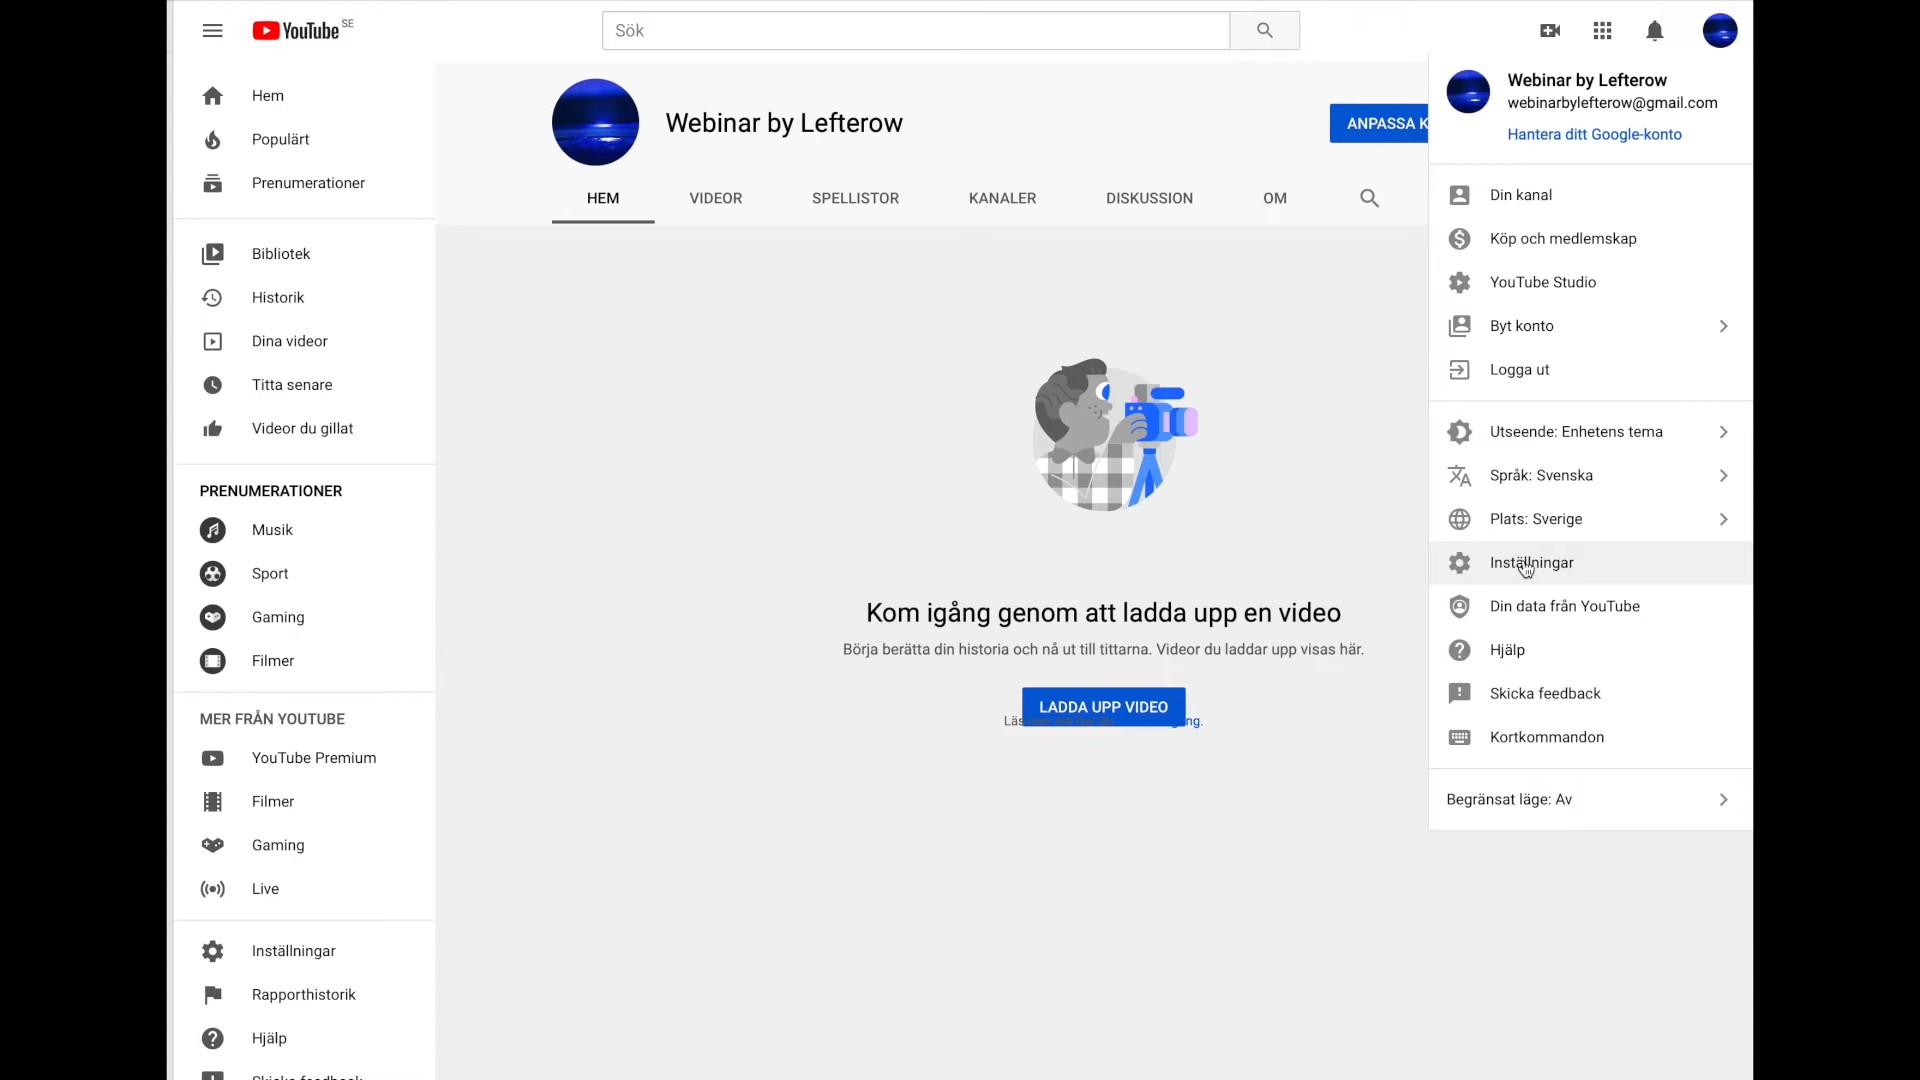 YouTube SE
Sök
Hem
Populärt
Prenumerationer
Bibliotek
Historik
Dina videor
Titta senare
Videor du gillat
PRENUMERATIONER
Musik
Sport
Gaming
Filmer
MER FRÅN YOUTUBE
YouTube Premium
Filmer
Gaming
Live
Inställningar
Rapporthistorik
Hjälp
Skicka feedback
Webinar by Lefterow
ANPASSA K
HEM
VIDEOR
SPELLISTOR
KANALER
DISKUSSION
OM
Kom igång genom att ladda upp en video
Börja berätta din historia och nå ut till tittarna. Videor du laddar upp visas här.
LADDA UPP VIDEO
Webinar by Lefterow
webinarbylefterow@gmail.com
Hantera ditt Google-konto
Din kanal
Köp och medlemskap
YouTube Studio
Byt konto
Logga ut
Utseende: Enhetens tema
Språk: Svenska
Plats: Sverige
Inställningar
Din data från YouTube
Hjälp
Skicka feedback
Kortkommandon
Begränsat läge: Av